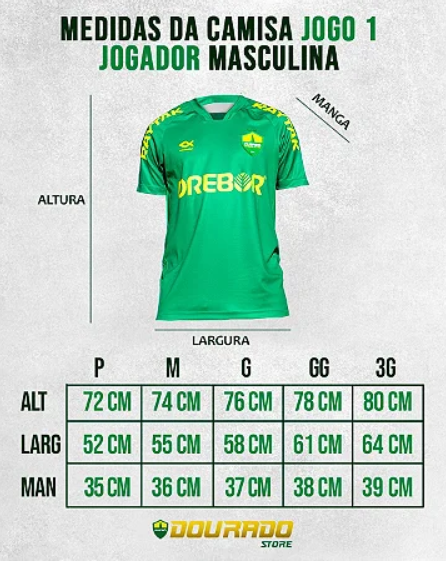 MEDIDAS DA CAMISA JOGO 1
JOGADOR MASCULINA
MANGA
RAYTAK
RAYTAK
DREBOR
ALTURA
LARGURA
P M G GG 3G
ALT 72 CM 74 CM 76 CM 78 CM 80 CM
LARG 52 CM 55 CM 58 CM 61 CM 64 CM
MAN 35 CM 36 CM 37 CM 38 CM 39 CM
DOURADO
STORE